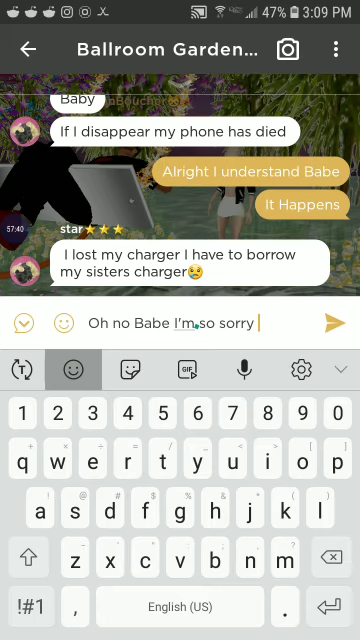 47% 3:09 PM
Ballroom Garden...
Baby
If I disappear my phone has died
Alright I understand Babe
It Happens
57:40
star⭐⭐⭐
I lost my charger I have to borrow
my sisters charger😢
Oh no Babe I'm so sorry
GIF
1 2 3 4 5 6 7 8 9 0
q w e r t y u i o p
a s d f g h j k l
z x c v b n m
!#1 , English (US) .